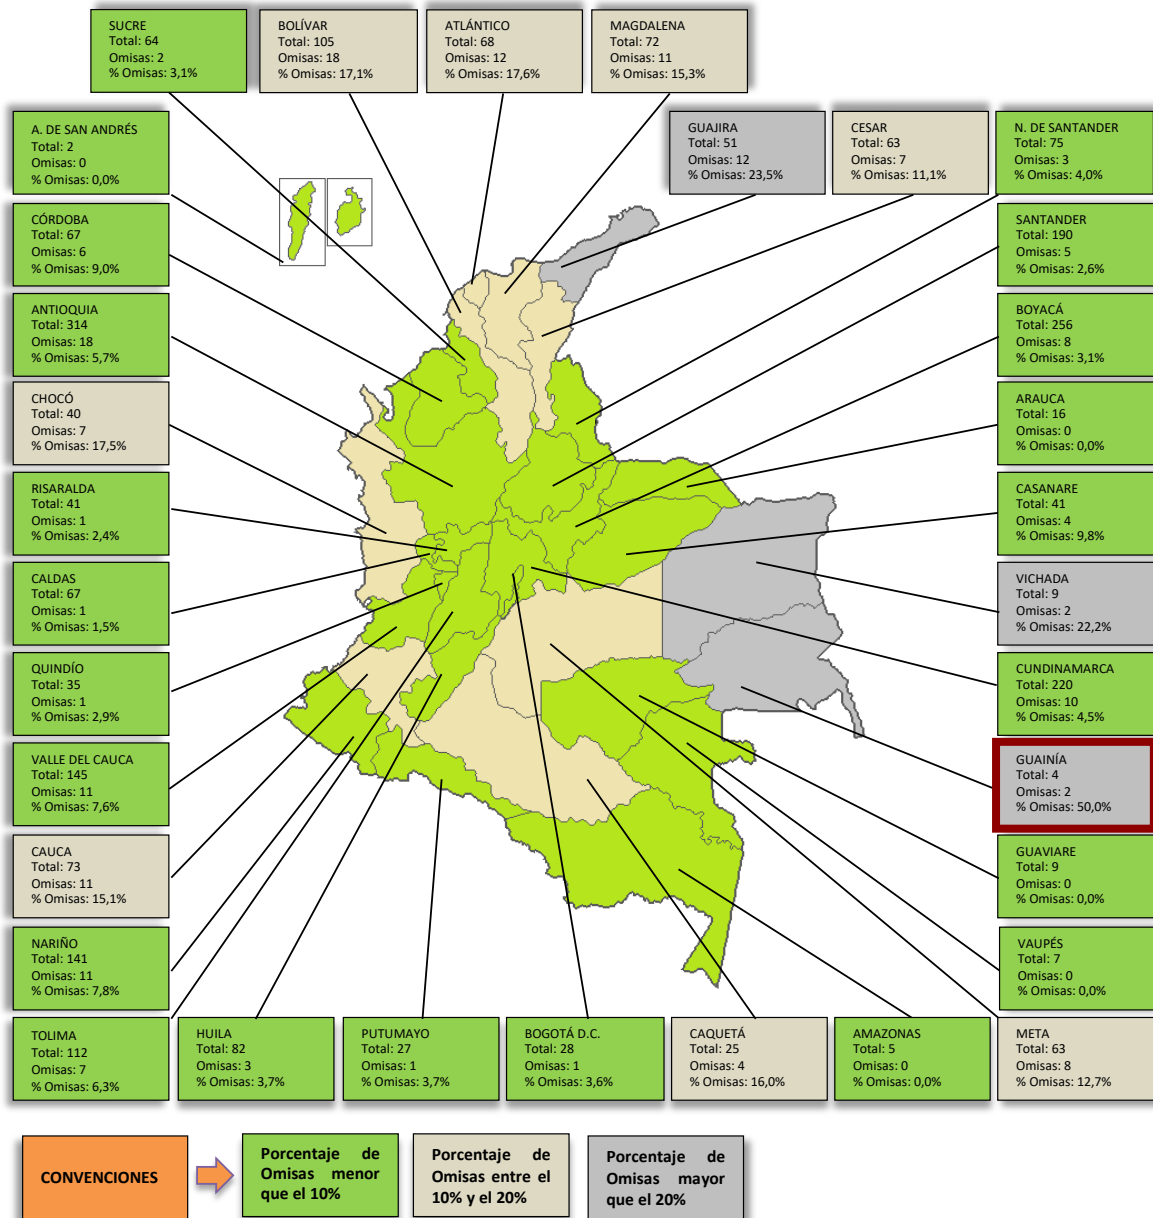 SUCRE
Total: 64
Omisas: 2
% Omisas: 3,1%
BOLÍVAR
Total: 105
Omisas: 18
% Omisas: 17,1%
ATLÁNTICO
Total: 68
Omisas: 12
% Omisas: 17,6%
MAGDALENA
Total: 72
Omisas: 11
% Omisas: 15,3%
A. DE SAN ANDRÉS
Total: 2
Omisas: 0
% Omisas: 0,0%
GUAJIRA
Total: 51
Omisas: 12
% Omisas: 23,5%
CESAR
Total: 63
Omisas: 7
% Omisas: 11,1%
N. DE SANTANDER
Total: 75
Omisas: 3
% Omisas: 4,0%
CÓRDOBA
Total: 67
Omisas: 6
% Omisas: 9,0%
SANTANDER
Total: 190
Omisas: 5
% Omisas: 2,6%
ANTIOQUIA
Total: 314
Omisas: 18
% Omisas: 5,7%
BOYACÁ
Total: 256
Omisas: 8
% Omisas: 3,1%
CHOCÓ
Total: 40
Omisas: 7
% Omisas: 17,5%
ARAUCA
Total: 16
Omisas: 0
% Omisas: 0,0%
RISARALDA
Total: 41
Omisas: 1
% Omisas: 2,4%
CASANARE
Total: 41
Omisas: 4
% Omisas: 9,8%
CALDAS
Total: 67
Omisas: 1
% Omisas: 1,5%
VICHADA
Total: 9
Omisas: 2
% Omisas: 22,2%
QUINDÍO
Total: 35
Omisas: 1
% Omisas: 2,9%
CUNDINAMARCA
Total: 220
Omisas: 10
% Omisas: 4,5%
VALLE DEL CAUCA
Total: 145
Omisas: 11
% Omisas: 7,6%
GUAINÍA
Total: 4
Omisas: 2
% Omisas: 50,0%
CAUCA
Total: 73
Omisas: 11
% Omisas: 15,1%
GUAVIARE
Total: 9
Omisas: 0
% Omisas: 0,0%
NARIÑO
Total: 141
Omisas: 11
% Omisas: 7,8%
VAUPÉS
Total: 7
Omisas: 0
% Omisas: 0,0%
TOLIMA
Total: 112
Omisas: 7
% Omisas: 6,3%
HUILA
Total: 82
Omisas: 3
% Omisas: 3,7%
PUTUMAYO
Total: 27
Omisas: 1
% Omisas: 3,7%
BOGOTÁ D.C.
Total: 28
Omisas: 1
% Omisas: 3,6%
CAQUETÁ
Total: 25
Omisas: 4
% Omisas: 16,0%
AMAZONAS
Total: 5
Omisas: 0
% Omisas: 0,0%
META
Total: 63
Omisas: 8
% Omisas: 12,7%
CONVENCIONES
Porcentaje de
Omisas menor
que el 10%
Porcentaje de
Omisas entre el
10% y el 20%
Porcentaje de
Omisas mayor
que el 20%